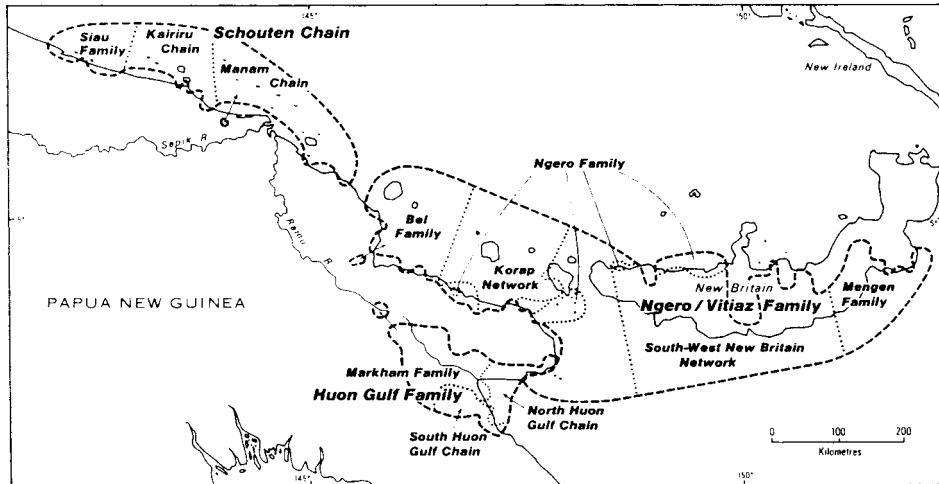 145°
150°
Siau
Family
Kairiru
Chain
Schouten Chain
Manam
Chain
New Ireland
Sepik R
Ngero Family
5°
5°
Bel
Family
Ramu R
Korap
Network
PAPUA NEW GUINEA
New Britain
Ngero / Vitiaz Family
Mengen
Family
South-West New Britain
Network
Markham Family
Huon Gulf Family
North Huon
Gulf Chain
South Huon
Gulf Chain
0 100 200
Kilometres
145°
150°